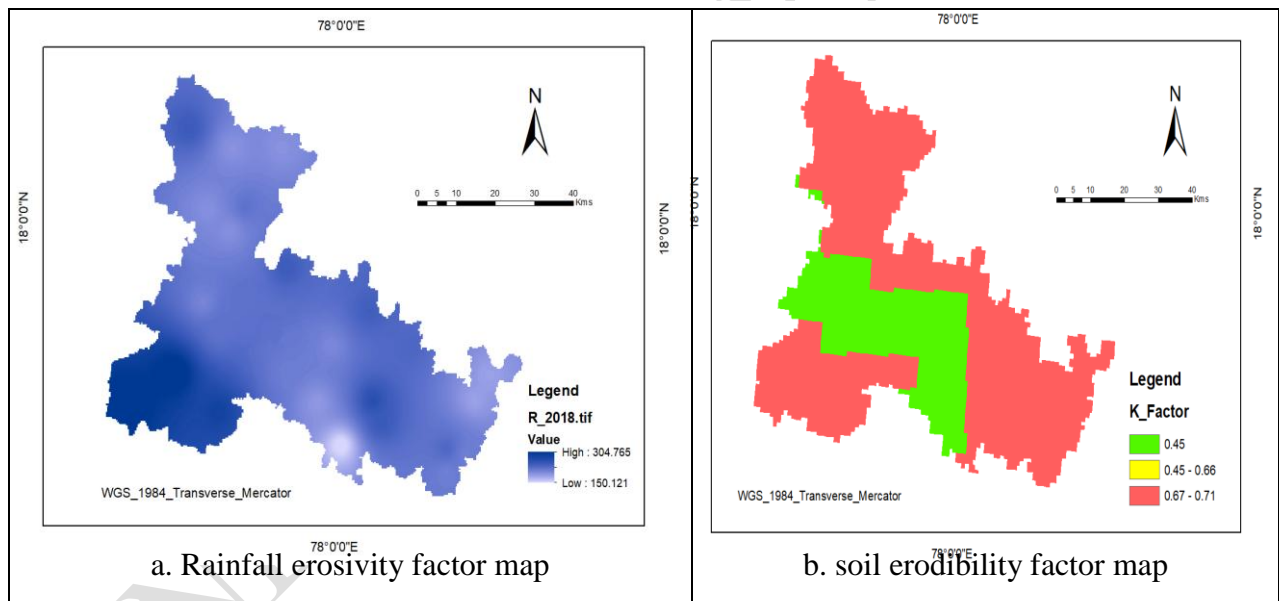 78°0'0"E
N
0 5 10 20 30 40
Kms
18°0'0"N
18°0'0"N
Legend
R_2018.tif
Value
High : 304.765
Low : 150.121
WGS_1984_Transverse_Mercator
78°0'0"E
a. Rainfall erosivity factor map
78°0'0"E
N
0 5 10 20 30 40
Kms
18°0'0"N
18°0'0"N
Legend
K_Factor
0.45
0.45 - 0.66
0.67 - 0.71
WGS_1984_Transverse_Mercator
78°0'0"E
b. soil erodibility factor map